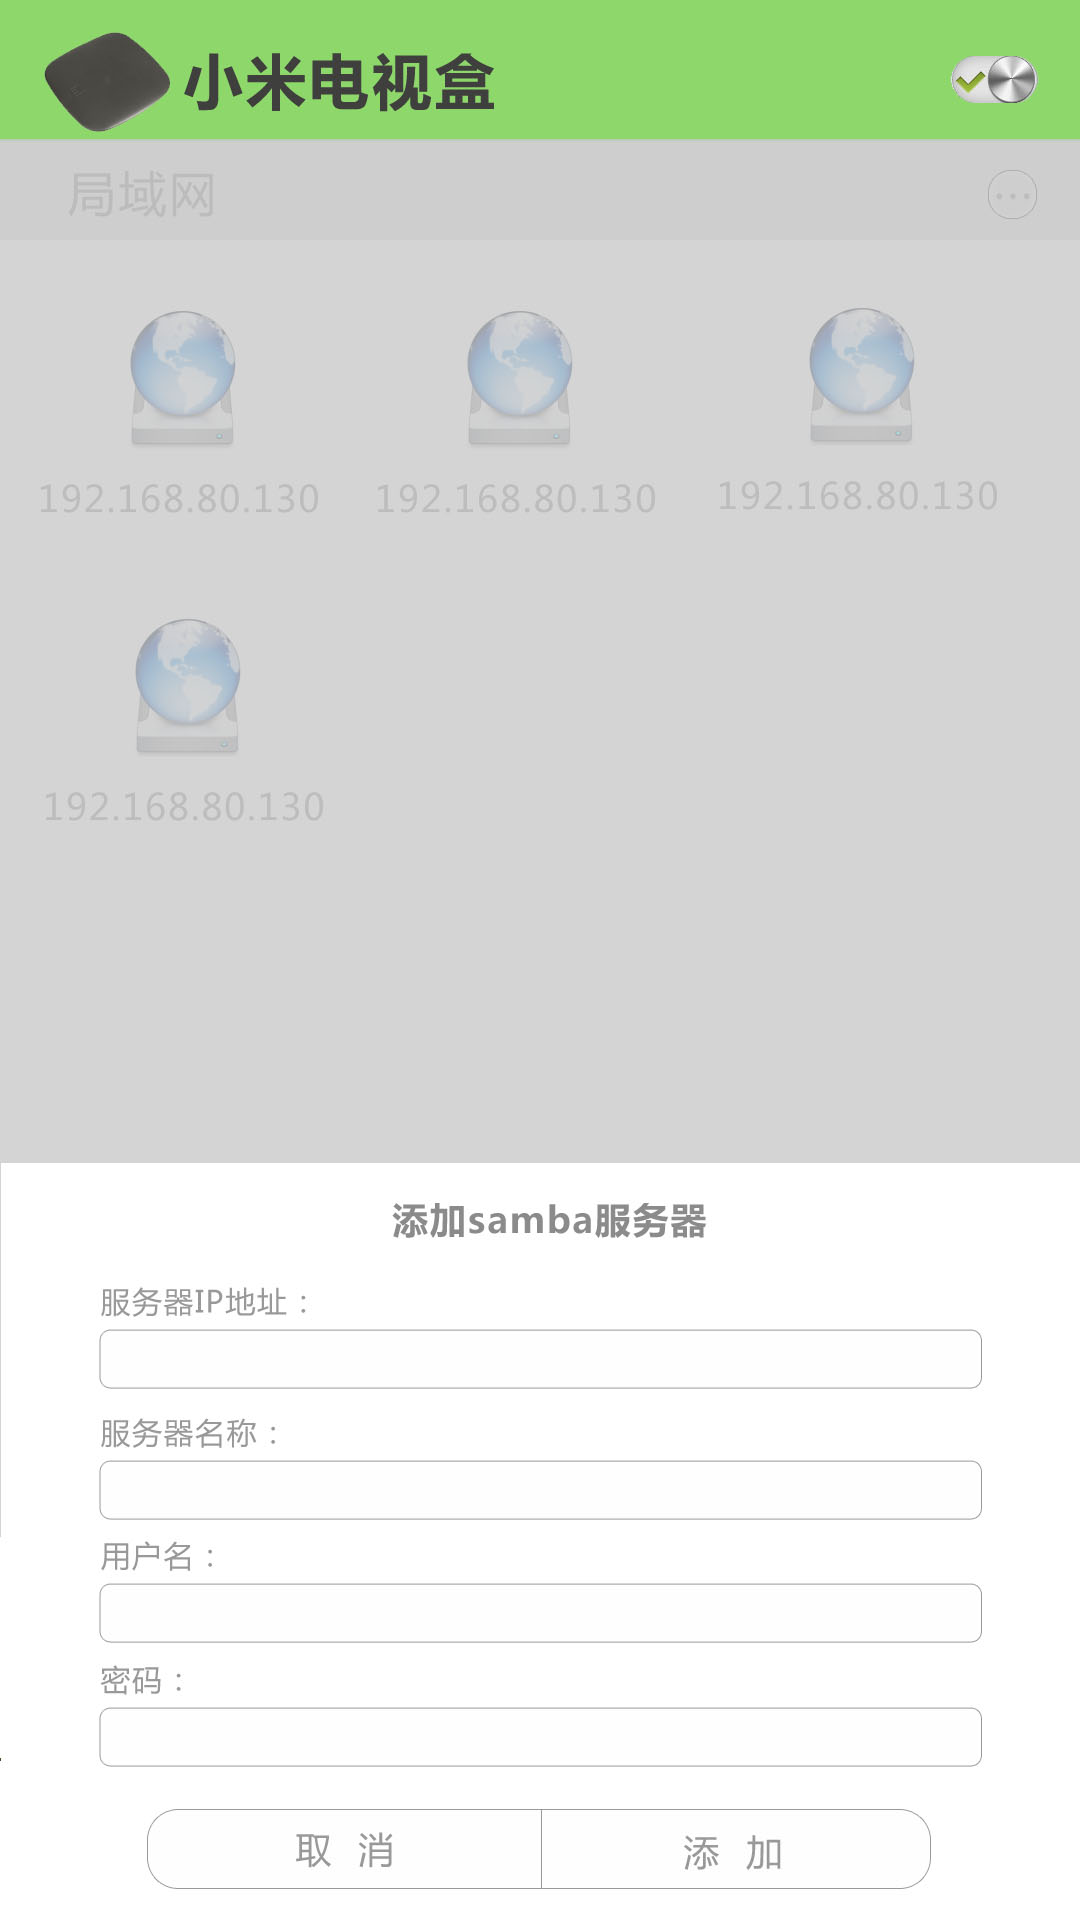 小米电视盒
局域网
192.168.80.130 192.168.80.130 192.168.80.130
192.168.80.130
添加samba服务器
服务器IP地址：
服务器名称：
用户名：
密码：
取 消 添 加